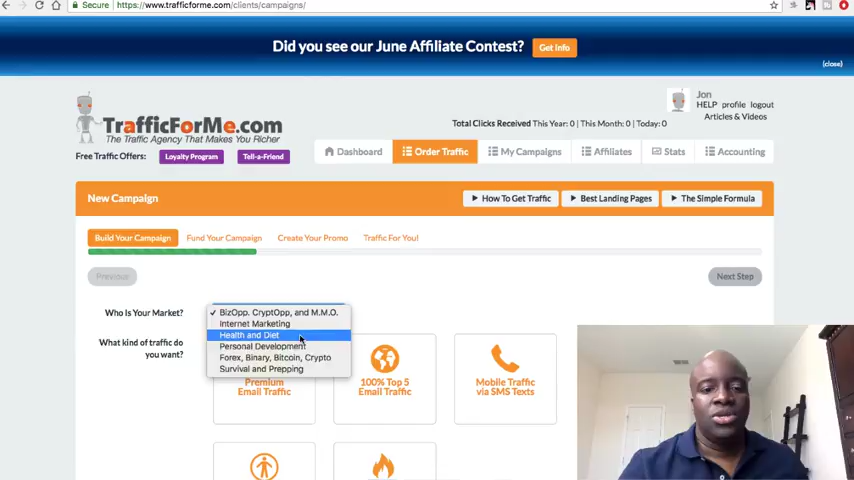 Secure
https://www.trafficforme.com/clients/campaigns/
Did you see our June Affiliate Contest?
Get Info
(close)
TrafficForMe.com
The Traffic Agency That Makes You Richer
Free Traffic Offers:
Loyalty Program
Tell-a-Friend
Jon
HELP profile logout
Articles & Videos
Total Clicks Received This Year: 0 | This Month: 0 | Today: 0
Dashboard
Order Traffic
My Campaigns
Affiliates
Stats
Accounting
New Campaign
How To Get Traffic
Best Landing Pages
The Simple Formula
Build Your Campaign
Fund Your Campaign
Create Your Promo
Traffic For You!
Previous
Next Step
Who Is Your Market?
✓ BizOpp. CryptOpp, and M.M.O.
Internet Marketing
Health and Diet
Personal Development
Forex, Binary, Bitcoin, Crypto
Survival and Prepping
What kind of traffic do
you want?
Premium
Email Traffic
100% Top 5
Email Traffic
Mobile Traffic
via SMS Texts